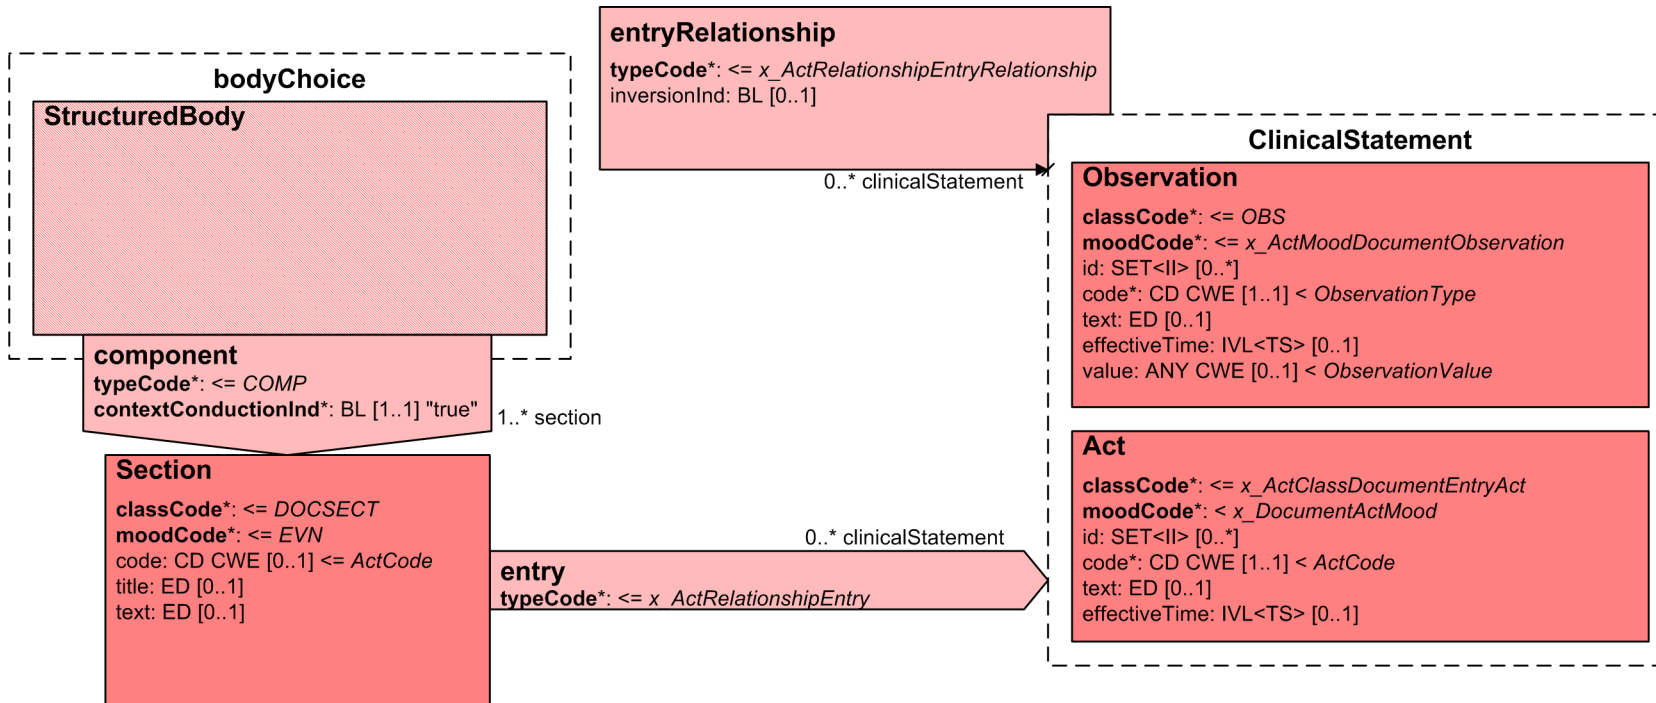 bodyChoice
StructuredBody
component
typeCode*: <= COMP
contextConductionInd*: BL [1..1] "true"
1..* section
Section
classCode*: <= DOCSECT
moodCode*: <= EVN
code: CD CWE [0..1] <= ActCode
title: ED [0..1]
text: ED [0..1]
entry
typeCode*: <= x_ActRelationshipEntry
0..* clinicalStatement
entryRelationship
typeCode*: <= x_ActRelationshipEntryRelationship
inversionInd: BL [0..1]
0..* clinicalStatement
ClinicalStatement
Observation
classCode*: <= OBS
moodCode*: <= x_ActMoodDocumentObservation
id: SET<II> [0..*]
code*: CD CWE [1..1] < ObservationType
text: ED [0..1]
effectiveTime: IVL<TS> [0..1]
value: ANY CWE [0..1] < ObservationValue
Act
classCode*: <= x_ActClassDocumentEntryAct
moodCode*: < x_DocumentActMood
id: SET<II> [0..*]
code*: CD CWE [1..1] < ActCode
text: ED [0..1]
effectiveTime: IVL<TS> [0..1]